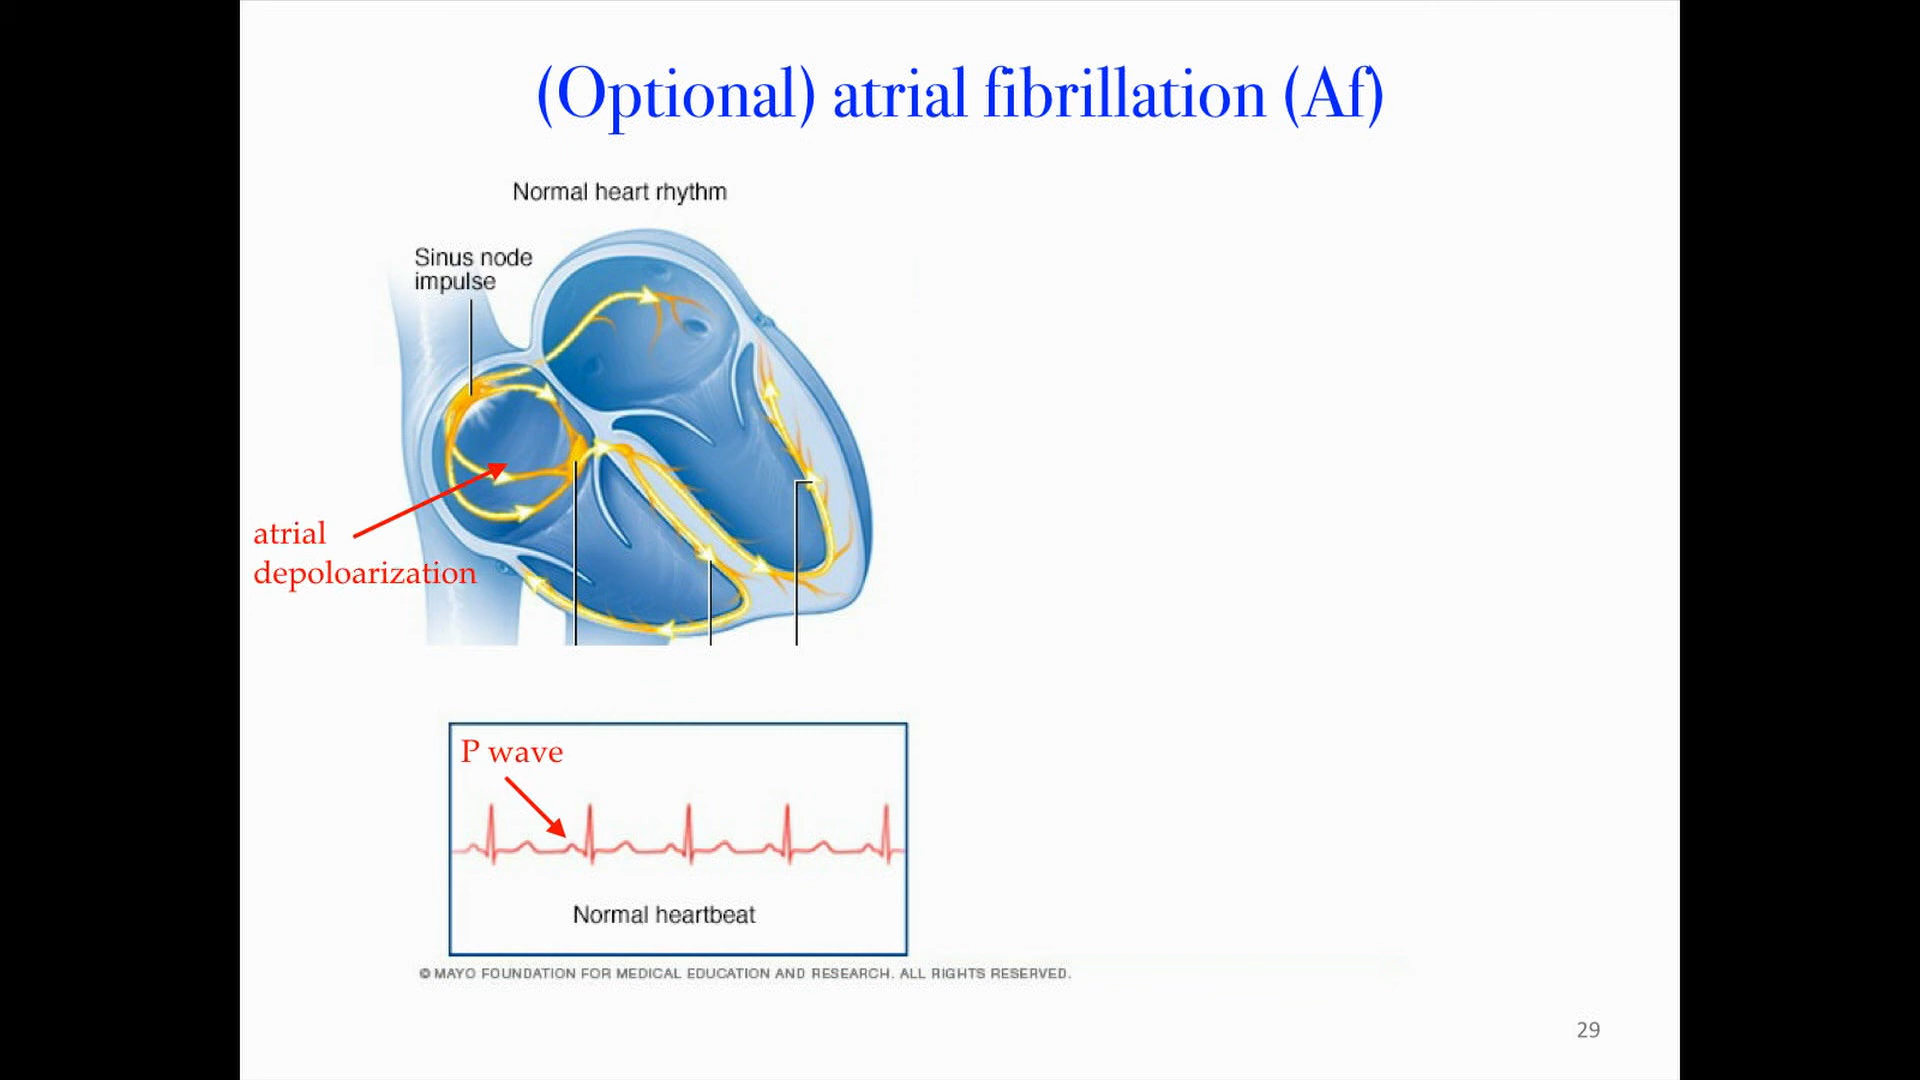 (Optional) atrial fibrillation (Af)
Normal heart rhythm
Sinus node
impulse
atrial
depoloarization
P wave
Normal heartbeat
© MAYO FOUNDATION FOR MEDICAL EDUCATION AND RESEARCH. ALL RIGHTS RESERVED.
29